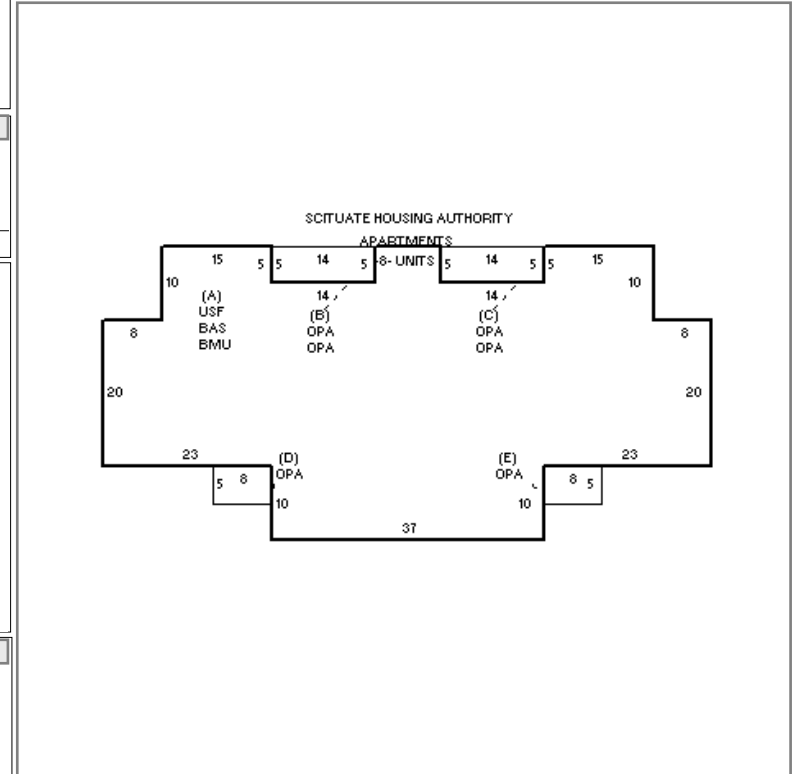 SCITUATE HOUSING AUTHORITY
APARTMENTS
-8- UNITS
15 5 5 14 5 5 14 5 5 15
10 10
14 14
(A)
USF
BAS
BMU
(B)
OPA
OPA
(C)
OPA
OPA
8 8
20 20
23 23
(D)
OPA
(E)
OPA
5 8 8 5
10 10
37